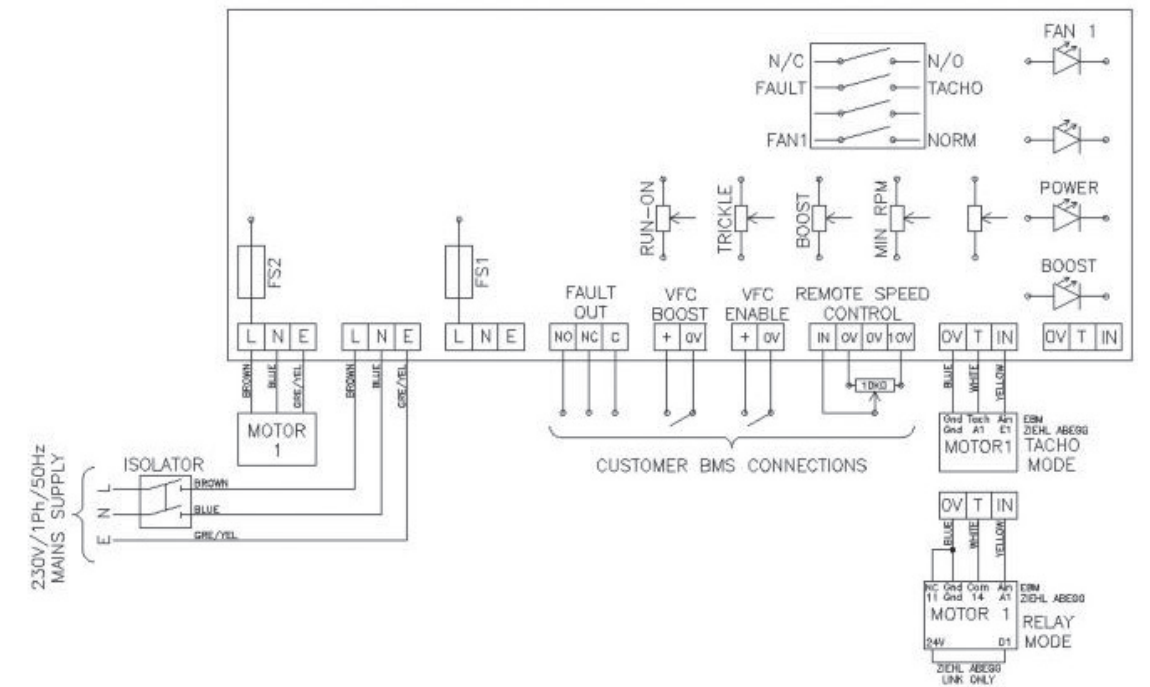 FAN 1
N/C N/O
FAULT TACHO
FAN1 NORM
POWER
BOOST
RUN-ON
TRICKLE
BOOST
MIN RPM
FS2
FS1
FAULT OUT
VFC BOOST
VFC ENABLE
REMOTE SPEED CONTROL
L N E
L N E
L N E
NO NC C
+ 0V
+ 0V
IN 0V 0V 10V
0V T IN
0V T IN
BROWN
BLUE
GRE/YEL
BROWN
BLUE
GRE/YEL
10KΩ
BLUE
WHITE
YELLOW
MOTOR 1
Gnd Tach Ain EBM
Gnd A1 E1 ZIEHL ABEGG
MOTOR1
TACHO MODE
CUSTOMER BMS CONNECTIONS
230V/1Ph/50Hz
MAINS SUPPLY
ISOLATOR
L
N
E
BROWN
BLUE
GRE/YEL
0V T IN
BLUE
WHITE
YELLOW
NC Gnd Com Ain EBM
11 Gnd 14 A1 ZIEHL ABEGG
MOTOR 1
RELAY MODE
24V D1
ZIEHL ABEGG
LINK ONLY